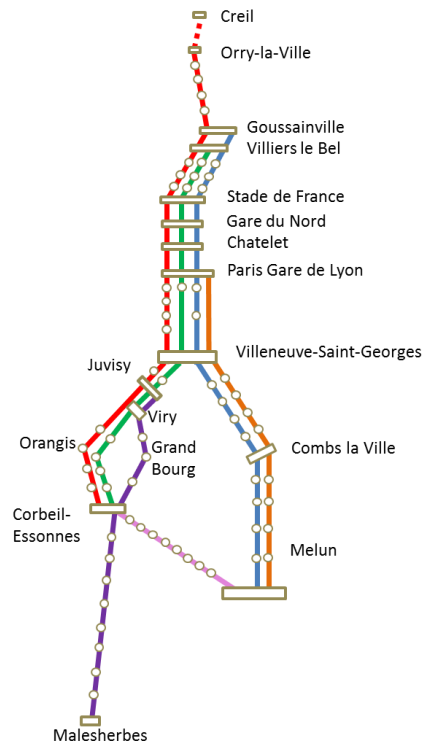 Creil
Orry-la-Ville
Goussainville
Villiers le Bel
Stade de France
Gare du Nord
Chatelet
Paris Gare de Lyon
Villeneuve-Saint-Georges
Juvisy
Viry
Orangis
Grand
Bourg
Combs la Ville
Corbeil-
Essonnes
Melun
Malesherbes